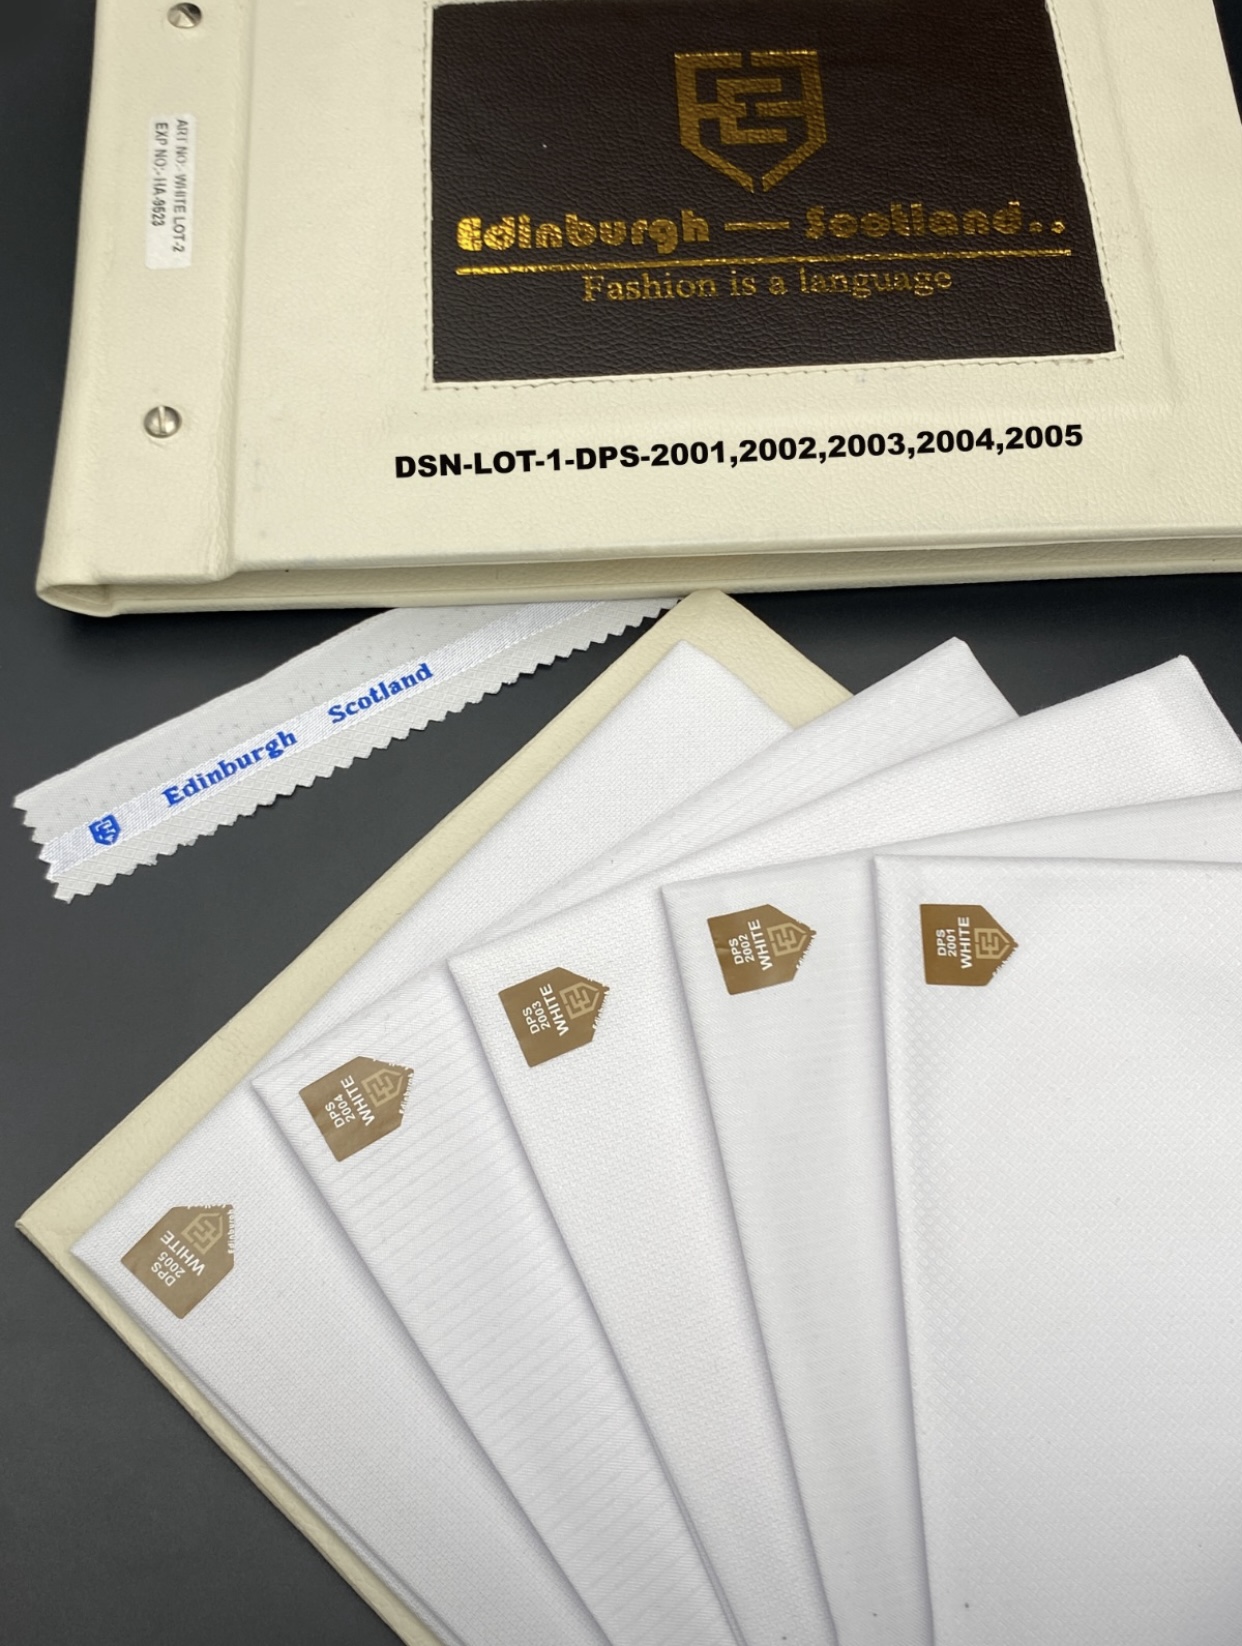 ART NO:- WHITE LOT-2
EXP NO:- HA-9523
Edinburgh — Scotland..
Fashion is a language
DSN-LOT-1-DPS-2001,2002,2003,2004,2005
Edinburgh Scotland
DPS
2001
WHITE
DPS
2002
WHITE
DPS
2003
WHITE
DPS
2004
WHITE
DPS
2005
WHITE